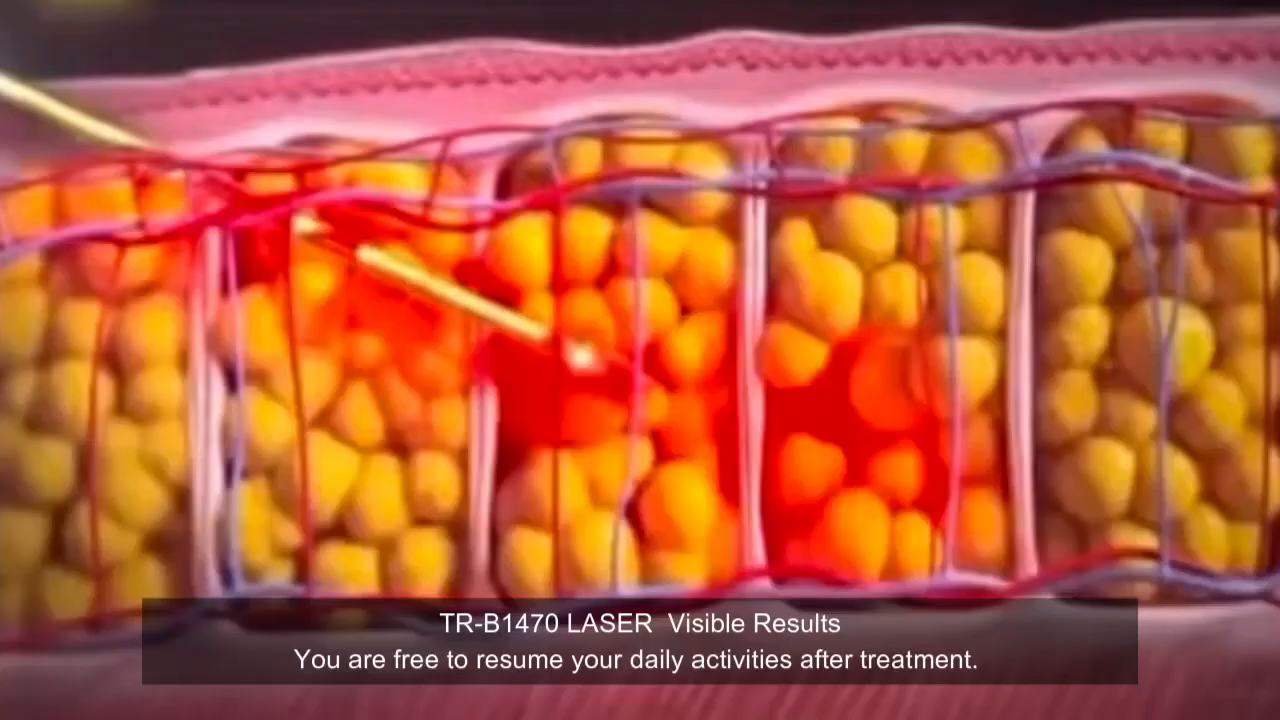 TR-B1470 LASER  Visible Results
You are free to resume your daily activities after treatment.